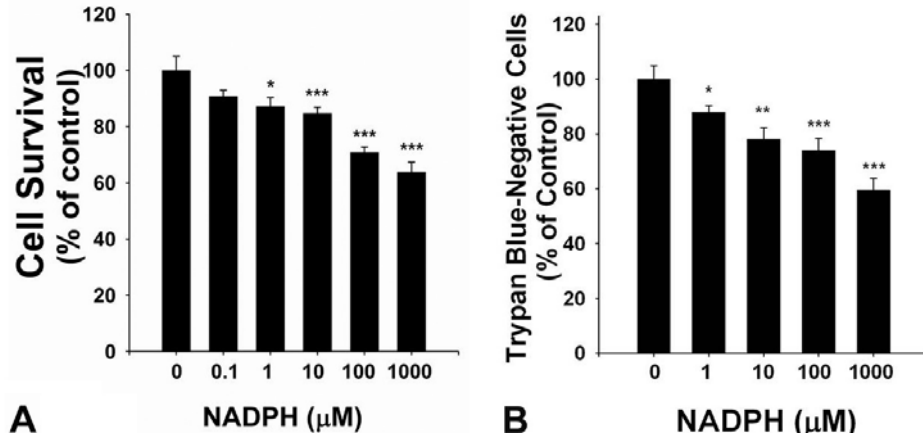 Cell Survival
(% of control)
120
100
80
60
40
20
0
*
***
***
***
0 0.1 1 10 100 1000
NADPH (μM)
A
Trypan Blue-Negative Cells
(% of Control)
120
100
80
60
40
20
0
*
**
***
***
0 1 10 100 1000
NADPH (μM)
B